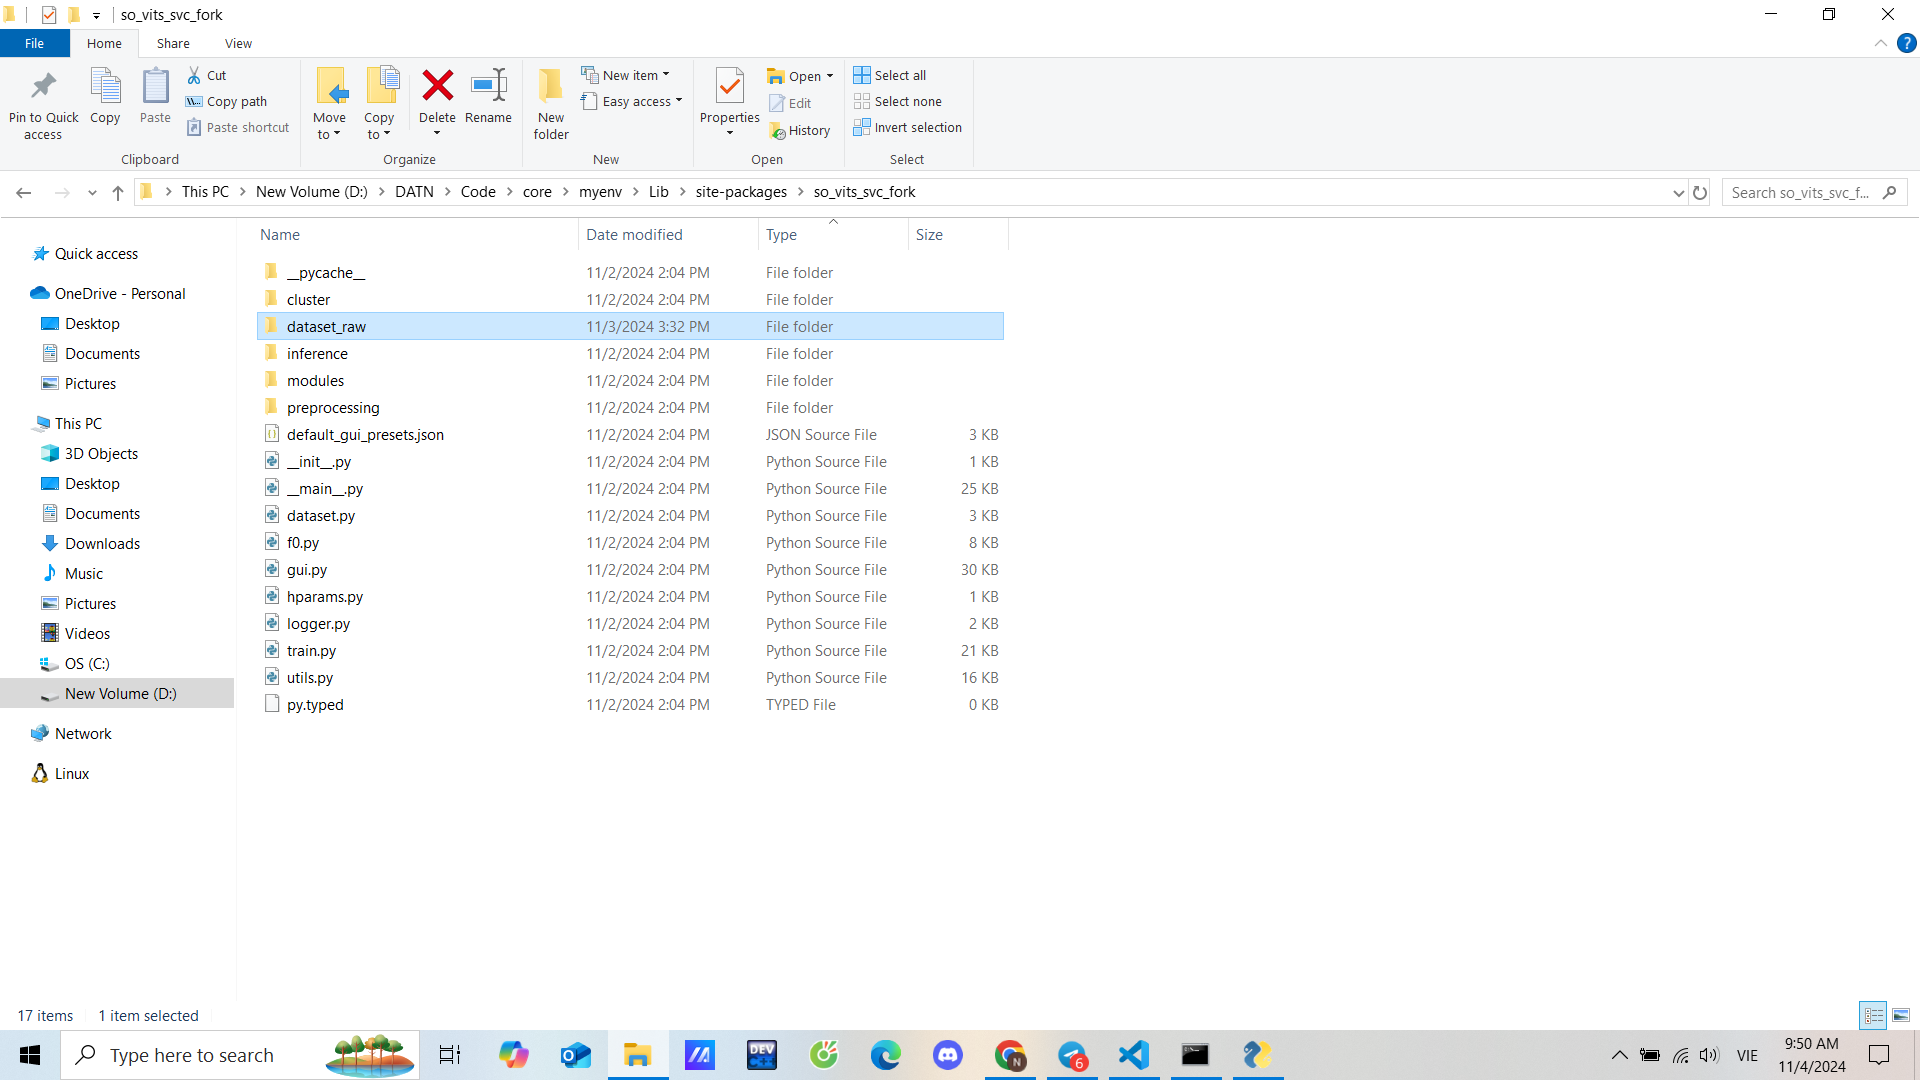 so_vits_svc_fork
File
Home
Share
View
Pin to Quick access
Copy
Paste
Cut
Copy path
Paste shortcut
Clipboard
Move to
Copy to
Delete
Rename
Organize
New folder
New item
Easy access
New
Properties
Open
Edit
History
Open
Select all
Select none
Invert selection
Select
This PC > New Volume (D:) > DATN > Code > core > myenv > Lib > site-packages > so_vits_svc_fork
Search so_vits_svc_f...
Name Date modified Type Size
Quick access
OneDrive - Personal
Desktop
Documents
Pictures
This PC
3D Objects
Desktop
Documents
Downloads
Music
Pictures
Videos
OS (C:)
New Volume (D:)
Network
Linux
__pycache__ 11/2/2024 2:04 PM File folder
cluster 11/2/2024 2:04 PM File folder
dataset_raw 11/3/2024 3:32 PM File folder
inference 11/2/2024 2:04 PM File folder
modules 11/2/2024 2:04 PM File folder
preprocessing 11/2/2024 2:04 PM File folder
default_gui_presets.json 11/2/2024 2:04 PM JSON Source File 3 KB
__init__.py 11/2/2024 2:04 PM Python Source File 1 KB
__main__.py 11/2/2024 2:04 PM Python Source File 25 KB
dataset.py 11/2/2024 2:04 PM Python Source File 3 KB
f0.py 11/2/2024 2:04 PM Python Source File 8 KB
gui.py 11/2/2024 2:04 PM Python Source File 30 KB
hparams.py 11/2/2024 2:04 PM Python Source File 1 KB
logger.py 11/2/2024 2:04 PM Python Source File 2 KB
train.py 11/2/2024 2:04 PM Python Source File 21 KB
utils.py 11/2/2024 2:04 PM Python Source File 16 KB
py.typed 11/2/2024 2:04 PM TYPED File 0 KB
17 items 1 item selected
Type here to search
DEV
N
6
VIE
9:50 AM
11/4/2024